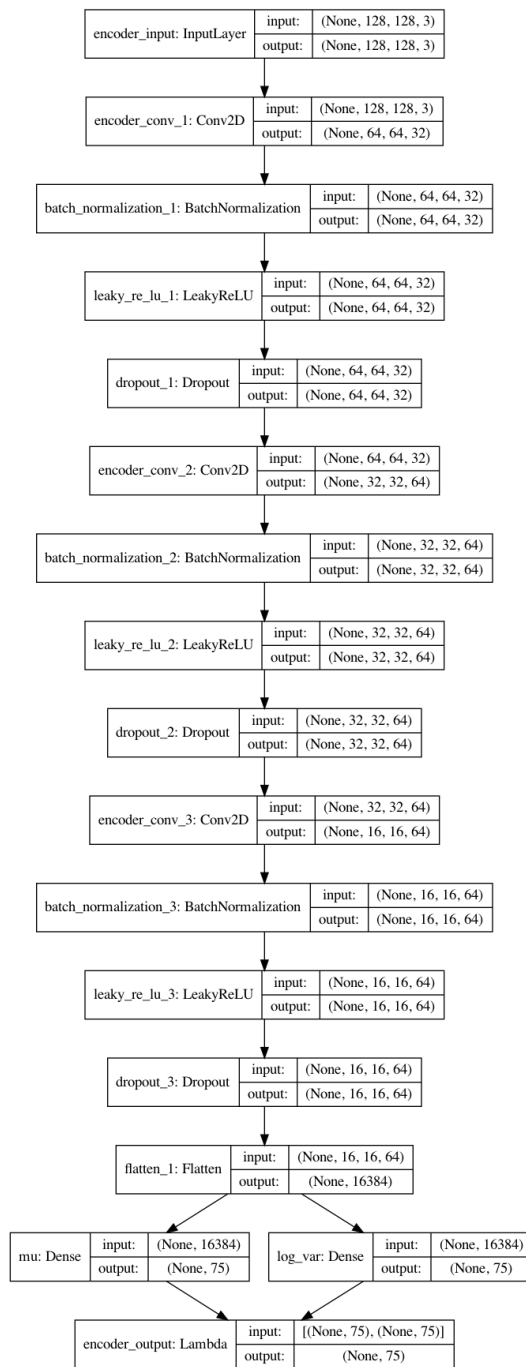 encoder_input: InputLayer
input: (None, 128, 128, 3)
output: (None, 128, 128, 3)
encoder_conv_1: Conv2D
input: (None, 128, 128, 3)
output: (None, 64, 64, 32)
batch_normalization_1: BatchNormalization
input: (None, 64, 64, 32)
output: (None, 64, 64, 32)
leaky_re_lu_1: LeakyReLU
input: (None, 64, 64, 32)
output: (None, 64, 64, 32)
dropout_1: Dropout
input: (None, 64, 64, 32)
output: (None, 64, 64, 32)
encoder_conv_2: Conv2D
input: (None, 64, 64, 32)
output: (None, 32, 32, 64)
batch_normalization_2: BatchNormalization
input: (None, 32, 32, 64)
output: (None, 32, 32, 64)
leaky_re_lu_2: LeakyReLU
input: (None, 32, 32, 64)
output: (None, 32, 32, 64)
dropout_2: Dropout
input: (None, 32, 32, 64)
output: (None, 32, 32, 64)
encoder_conv_3: Conv2D
input: (None, 32, 32, 64)
output: (None, 16, 16, 64)
batch_normalization_3: BatchNormalization
input: (None, 16, 16, 64)
output: (None, 16, 16, 64)
leaky_re_lu_3: LeakyReLU
input: (None, 16, 16, 64)
output: (None, 16, 16, 64)
dropout_3: Dropout
input: (None, 16, 16, 64)
output: (None, 16, 16, 64)
flatten_1: Flatten
input: (None, 16, 16, 64)
output: (None, 16384)
mu: Dense
input: (None, 16384)
output: (None, 75)
log_var: Dense
input: (None, 16384)
output: (None, 75)
encoder_output: Lambda
input: [(None, 75), (None, 75)]
output: (None, 75)